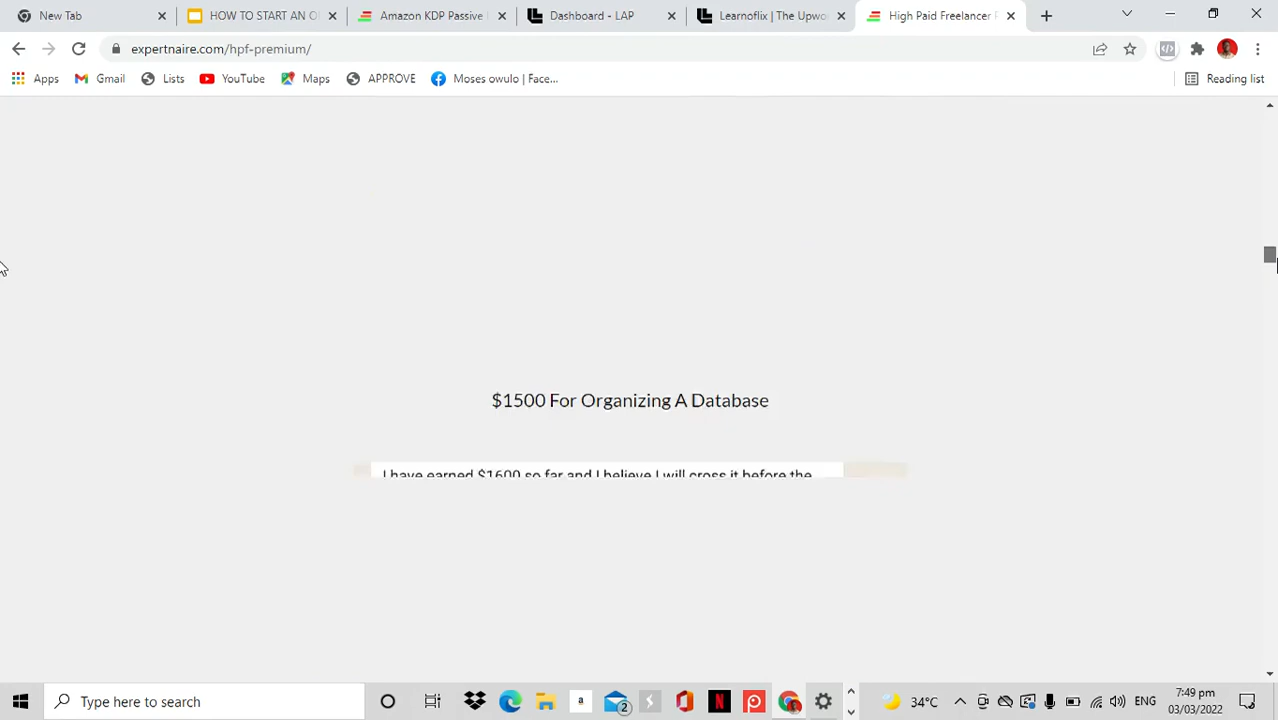 New Tab
HOW TO START AN O
Amazon KDP Passive
Dashboard - LAP
Learnoflix | The Upwo
High Paid Freelancer
expertnaire.com/hpf-premium/
Apps
Gmail
Lists
YouTube
Maps
APPROVE
Moses owulo | Face...
Reading list
$1500 For Organizing A Database
I have earned $1600 so far and I believe I will cross it before the
Type here to search
a
2
34°C
ENG
7:49 pm
03/03/2022